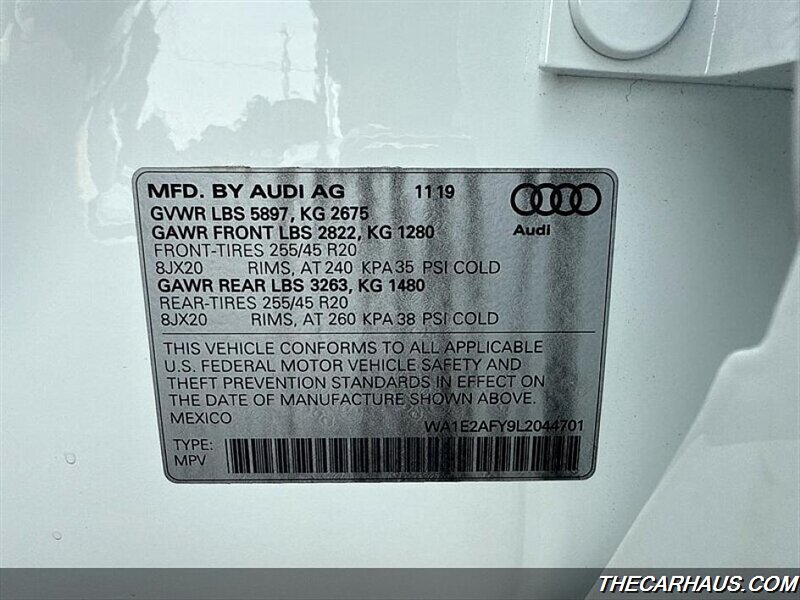 MFD. BY AUDI AG 11 19
GVWR LBS 5897, KG 2675
GAWR FRONT LBS 2822, KG 1280
Audi
FRONT-TIRES 255/45 R20
8JX20 RIMS, AT 240 KPA 35 PSI COLD
GAWR REAR LBS 3263, KG 1480
REAR-TIRES 255/45 R20
8JX20 RIMS, AT 260 KPA 38 PSI COLD
THIS VEHICLE CONFORMS TO ALL APPLICABLE
U.S. FEDERAL MOTOR VEHICLE SAFETY AND
THEFT PREVENTION STANDARDS IN EFFECT ON
THE DATE OF MANUFACTURE SHOWN ABOVE.
MEXICO
WA1E2AFY9L2044701
TYPE:
MPV
THECARHAUS.COM